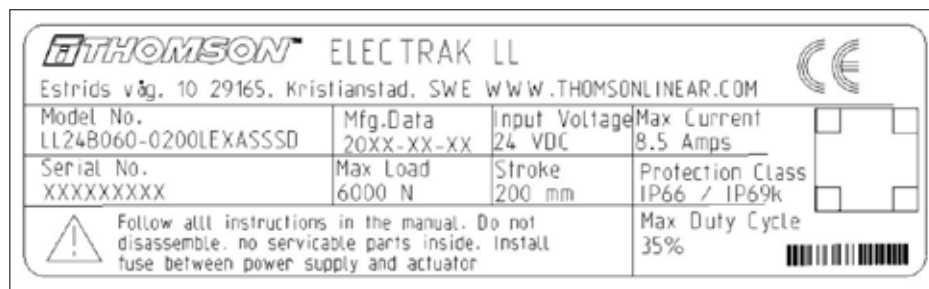 THOMSON™ ELECTRAK LL
Estrids våg. 10 29165. Kristianstad. SWE WWW.THOMSONLINEAR.COM
Model No. Mfg.Data Input Voltage Max Current
LL24B060-0200LEXASSSD 20XX-XX-XX 24 VDC 8.5 Amps
Serial No. Max Load Stroke Protection Class
XXXXXXXXX 6000 N 200 mm IP66 / IP69k
Follow alll instructions in the manual. Do not
disassemble. no servicable parts inside. Install
fuse between power supply and actuator
Max Duty Cycle
35%
CE